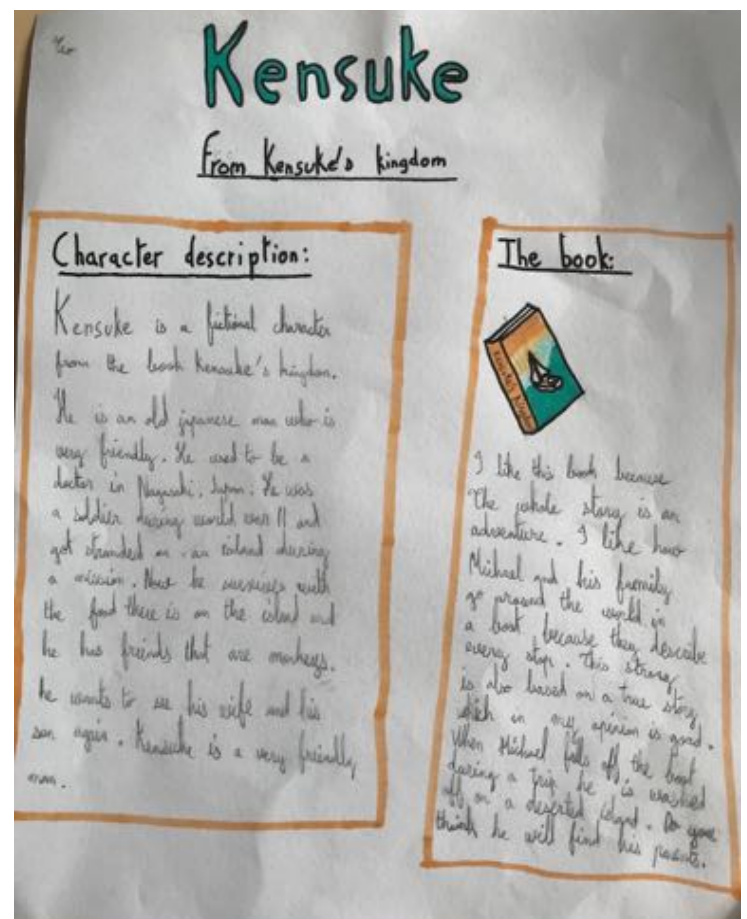 Leo
Kensuke
From Kensuke's kingdom
Character description:
Kensuke is a fictional character
from the book Kensuke's kingdom.
He is an old japanese man who is
very friendly. He used to be a
doctor in Nagasaki, Japan. He was
a soldier during world war II and
got stranded on an island during
a mission. Now he survives with
the food there is on the island and
he has friends that are monkeys.
he wants to see his wife and his
son again. Kensuke is a very friendly
man.
The book:
Kensuke's kingdom
I like this book because
The whole story is an
adventure. I like how
Michael and his family
go around the world in
a boat because they describe
every stop. This story
is also based on a true story
which in my opinion is good.
When Michael falls off the boat
during a trip he is washed
off on a deserted island. Do you
think he will find his parents.